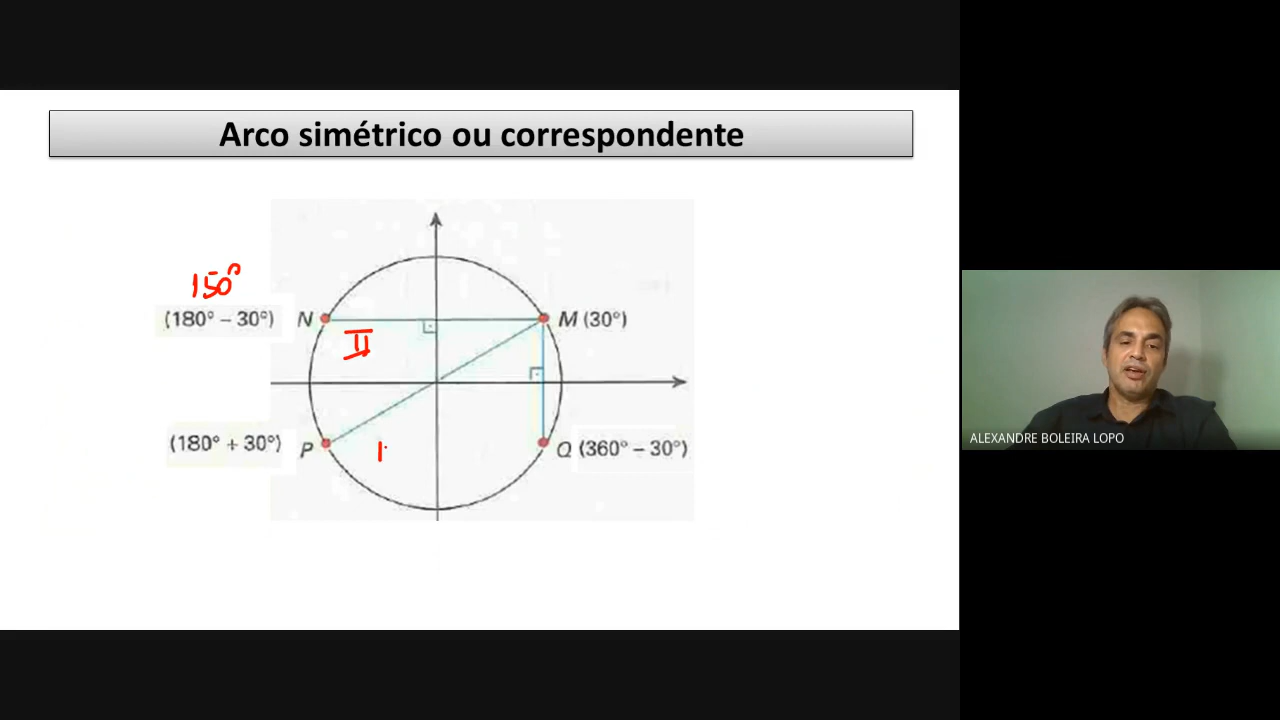 Arco simétrico ou correspondente
150°
(180° – 30°) N
M (30°)
II
(180° + 30°) P
Q (360° – 30°)
ALEXANDRE BOLEIRA LOPO